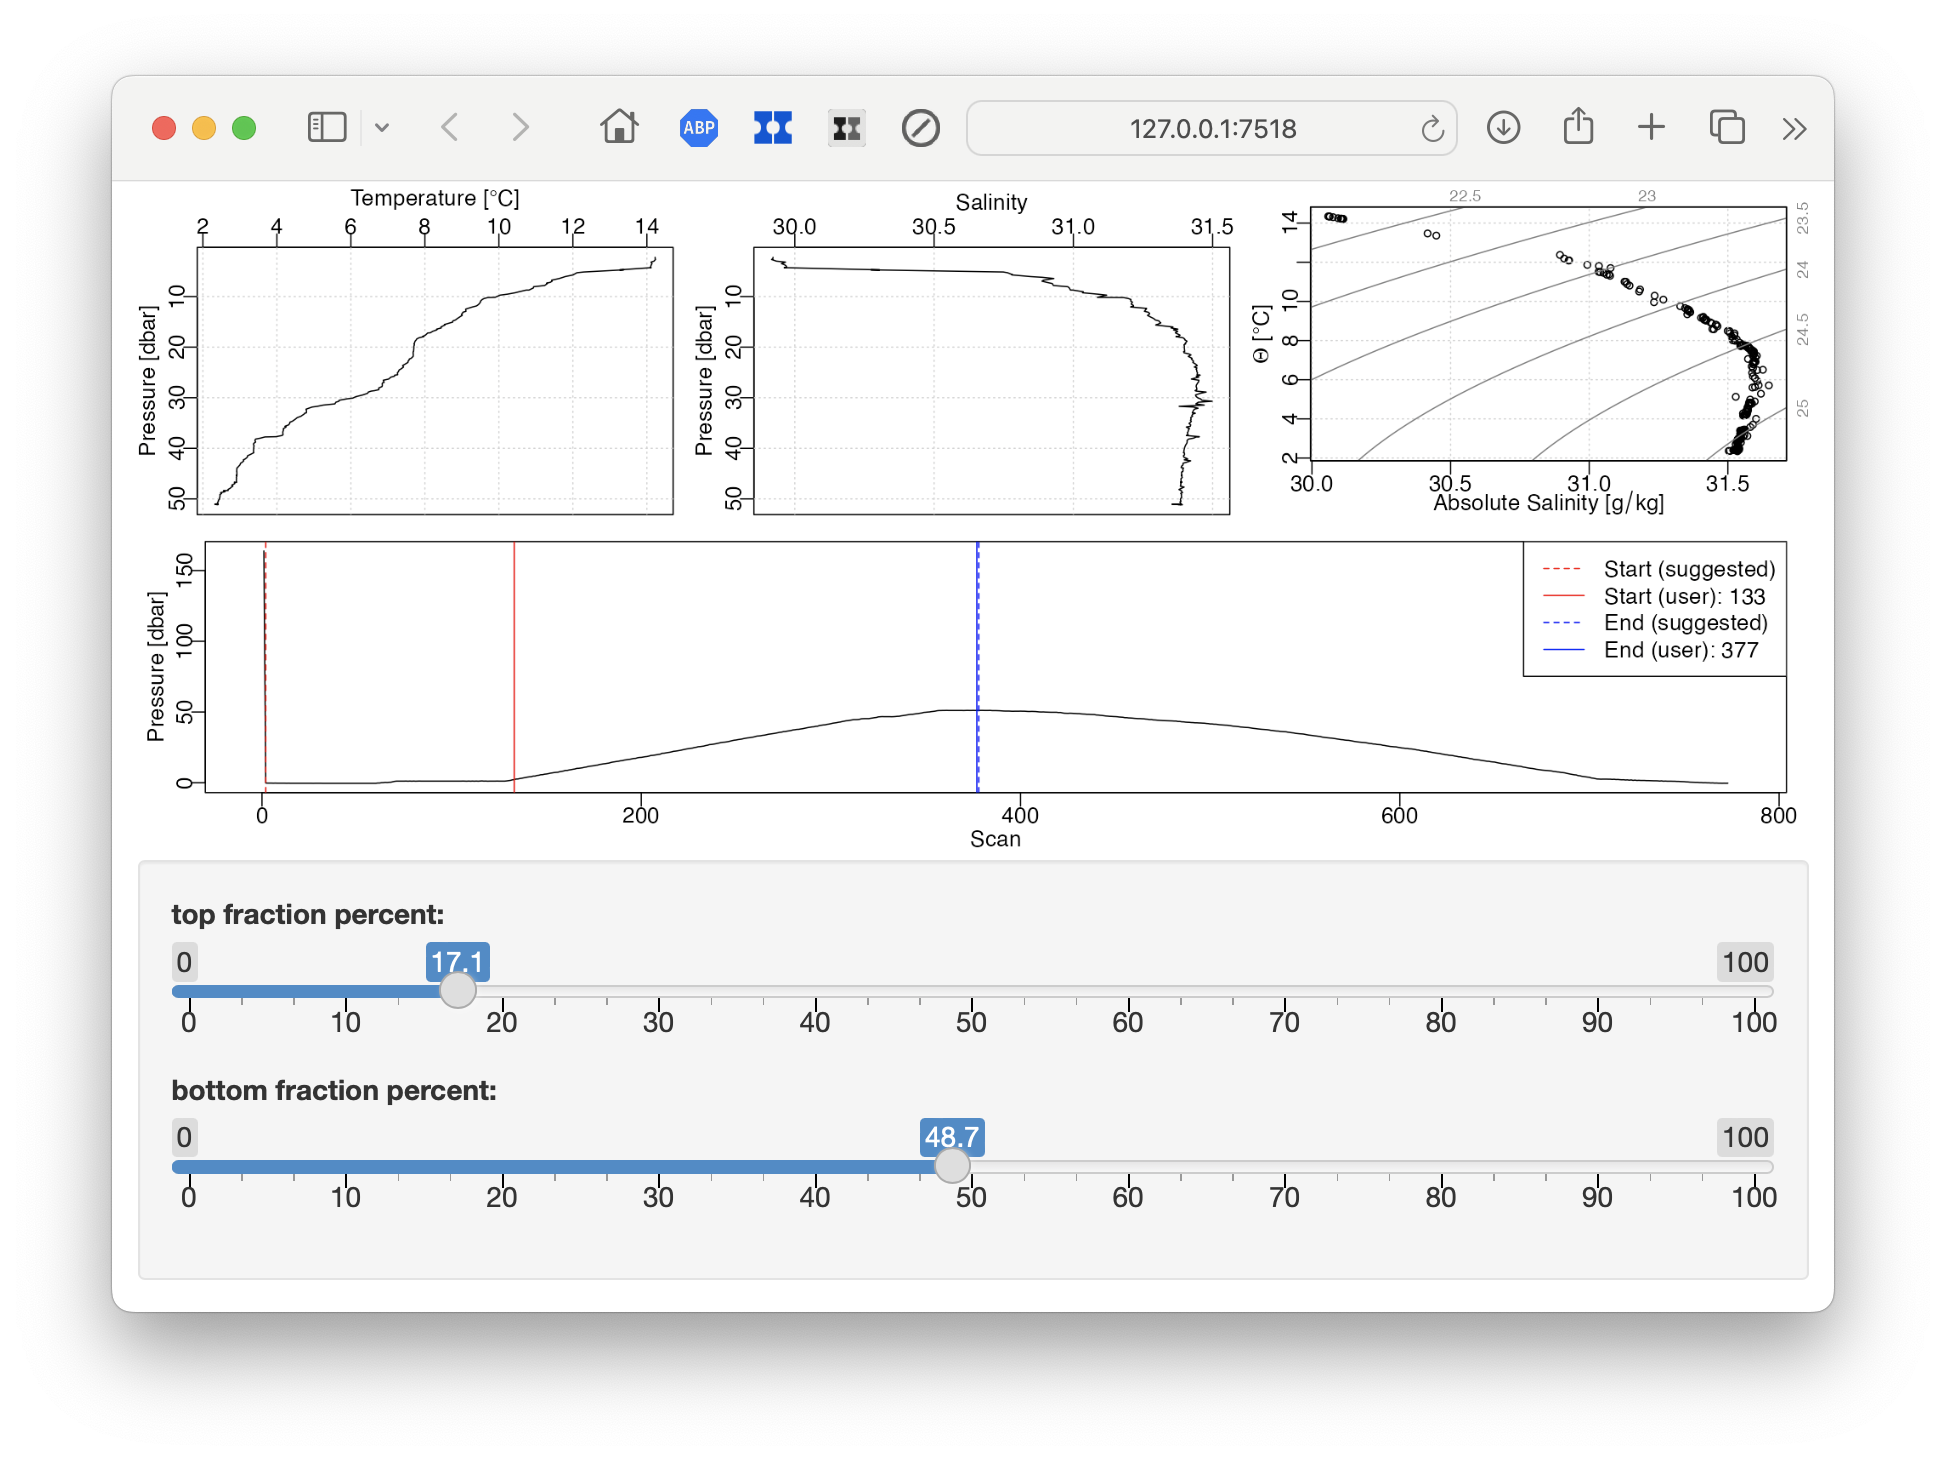 ABP
127.0.0.1:7518
Temperature [°C]
2 4 6 8 10 12 14
Pressure [dbar]
10 20 30 40 50
Salinity
30.0 30.5 31.0 31.5
Pressure [dbar]
10 20 30 40 50
22.5 23
23.5
24
24.5
25
Θ [°C]
2 4 6 8 10 14
30.0 30.5 31.0 31.5
Absolute Salinity [g/kg]
Pressure [dbar]
0 50 100 150
Start (suggested)
Start (user): 133
End (suggested)
End (user): 377
0 200 400 600 800
Scan
top fraction percent:
0 17.1 100
0 10 20 30 40 50 60 70 80 90 100
bottom fraction percent:
0 48.7 100
0 10 20 30 40 50 60 70 80 90 100